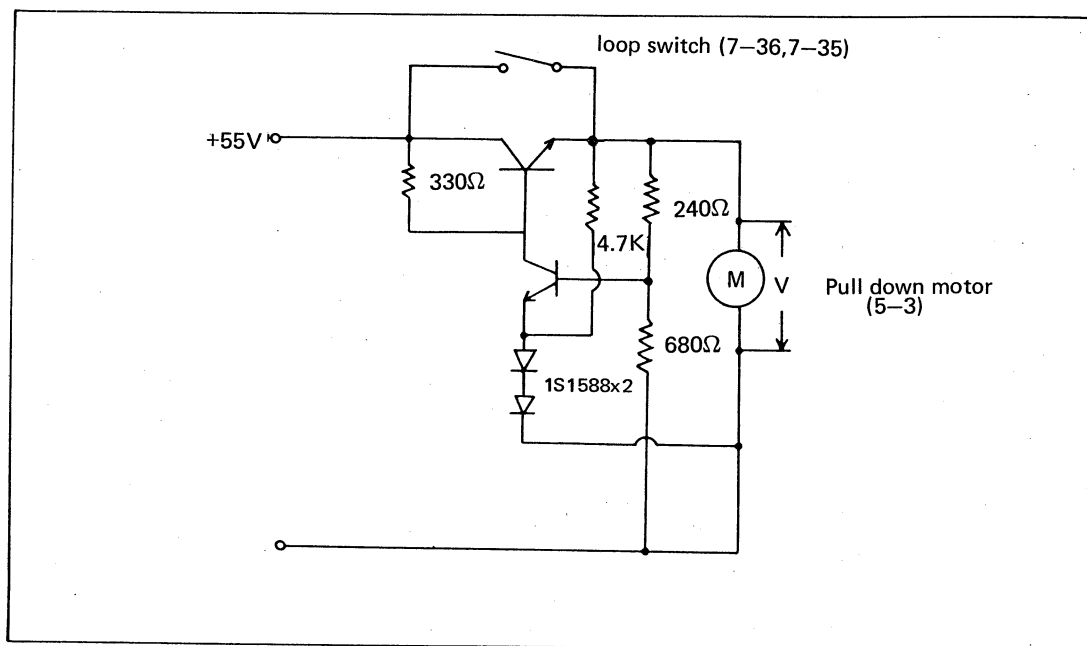 loop switch (7-36,7-35)
+55V
330Ω
240Ω
4.7K
M
V
Pull down motor
(5-3)
680Ω
1S1588x2